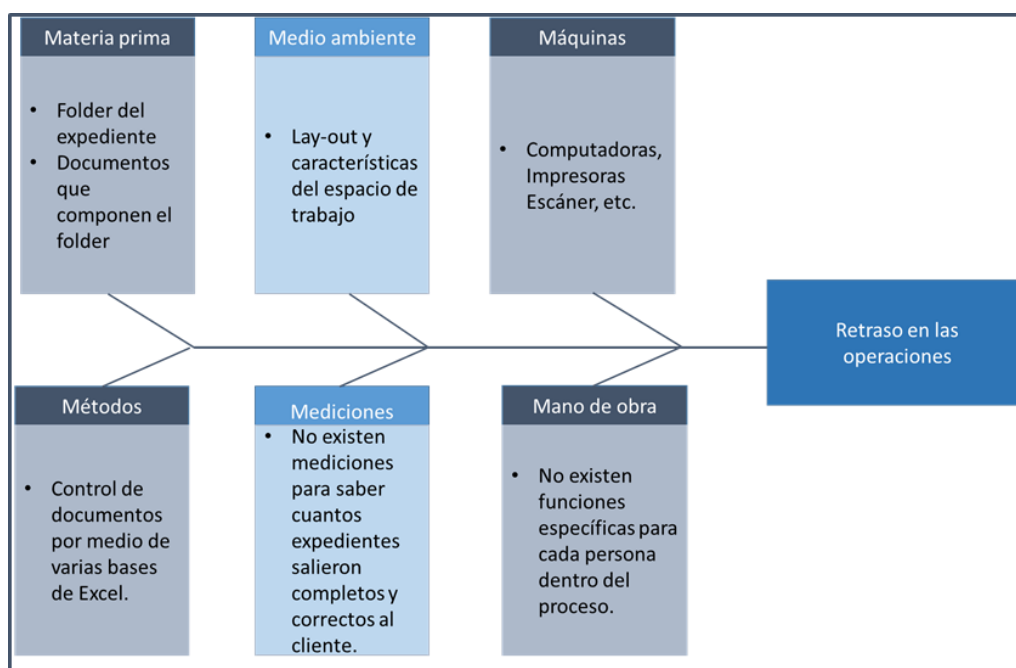 Materia prima
• Folder del
expediente
• Documentos
que
componen el
folder
Medio ambiente
• Lay-out y
características
del espacio de
trabajo
Máquinas
• Computadoras,
Impresoras
Escáner, etc.
Retraso en las
operaciones
Métodos
• Control de
documentos
por medio de
varias bases
de Excel.
Mediciones
• No existen
mediciones
para saber
cuantos
expedientes
salieron
completos y
correctos al
cliente.
Mano de obra
• No existen
funciones
específicas para
cada persona
dentro del
proceso.